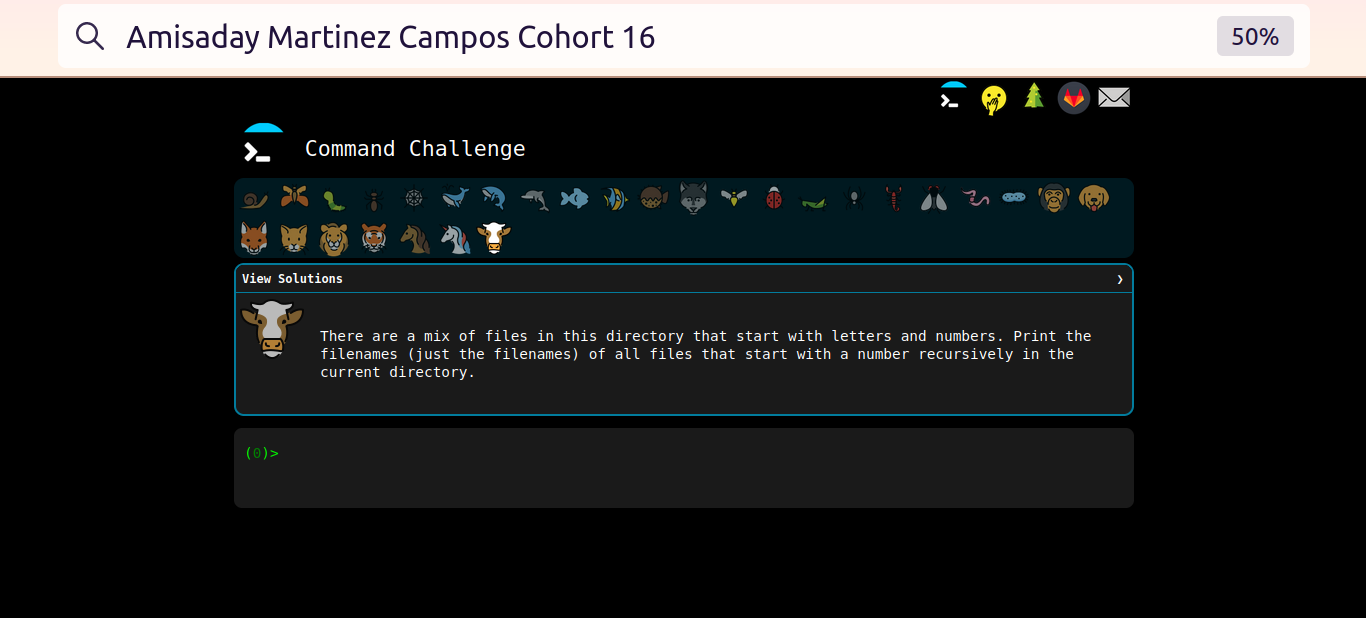 Amisaday Martinez Campos Cohort 16
50%
Command Challenge
View Solutions ❯
There are a mix of files in this directory that start with letters and numbers. Print the
filenames (just the filenames) of all files that start with a number recursively in the
current directory.
(0)>